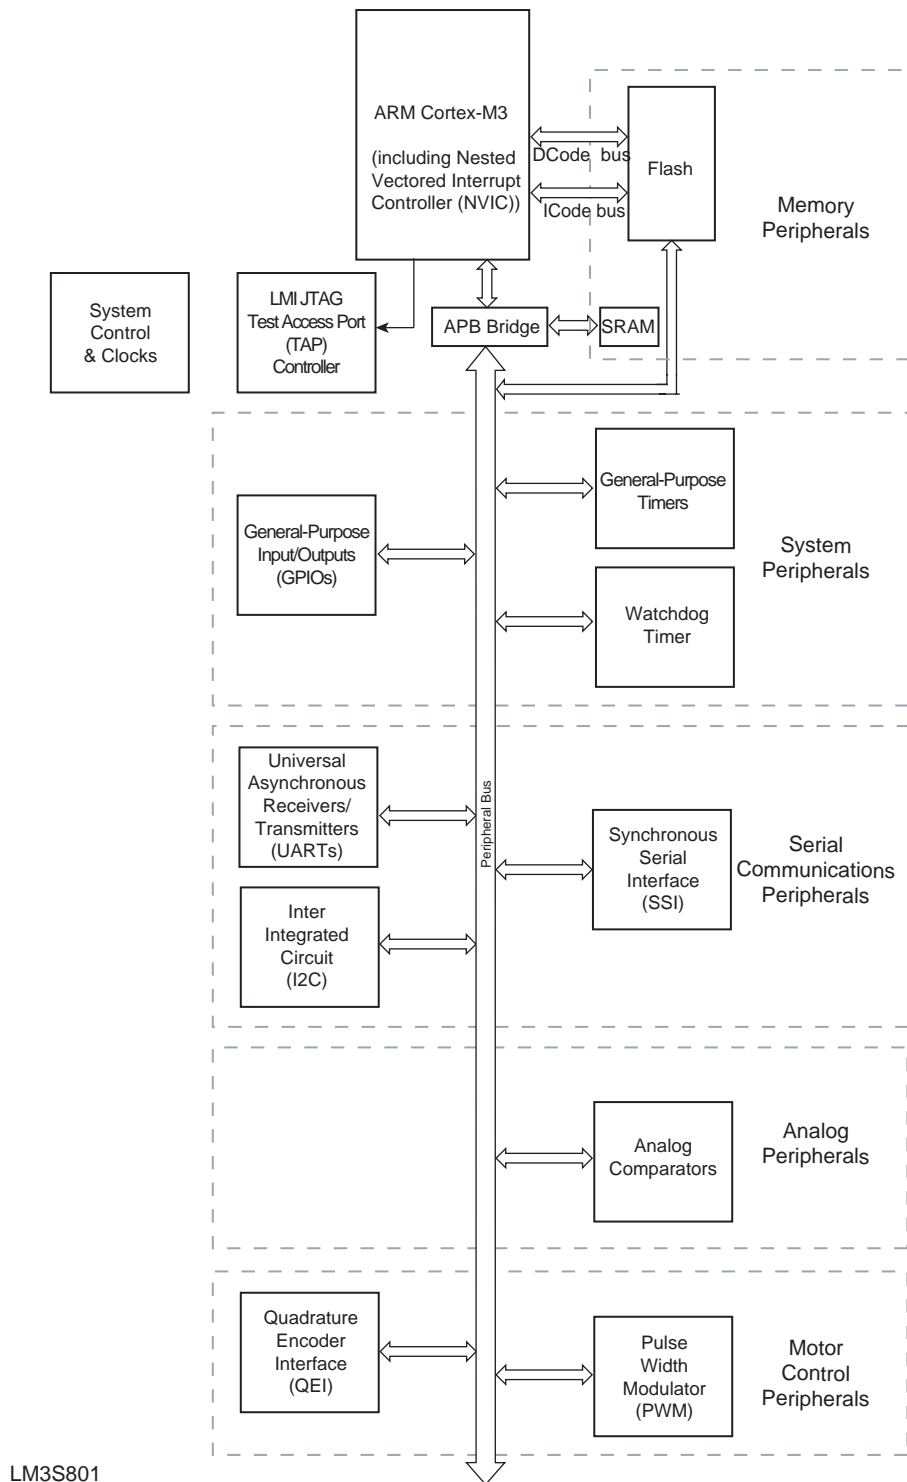 ARM Cortex-M3
(including Nested
Vectored Interrupt
Controller (NVIC))
DCode bus
ICode bus
Flash
Memory
Peripherals
System
Control
& Clocks
LMI JTAG
Test Access Port
(TAP)
Controller
APB Bridge
SRAM
General-Purpose
Input/Outputs
(GPIOs)
General-Purpose
Timers
Watchdog
Timer
System
Peripherals
Universal
Asynchronous
Receivers/
Transmitters
(UARTs)
Inter
Integrated
Circuit
(I2C)
Peripheral Bus
Synchronous
Serial
Interface
(SSI)
Serial
Communications
Peripherals
Analog
Comparators
Analog
Peripherals
Quadrature
Encoder
Interface
(QEI)
Pulse
Width
Modulator
(PWM)
Motor
Control
Peripherals
LM3S801